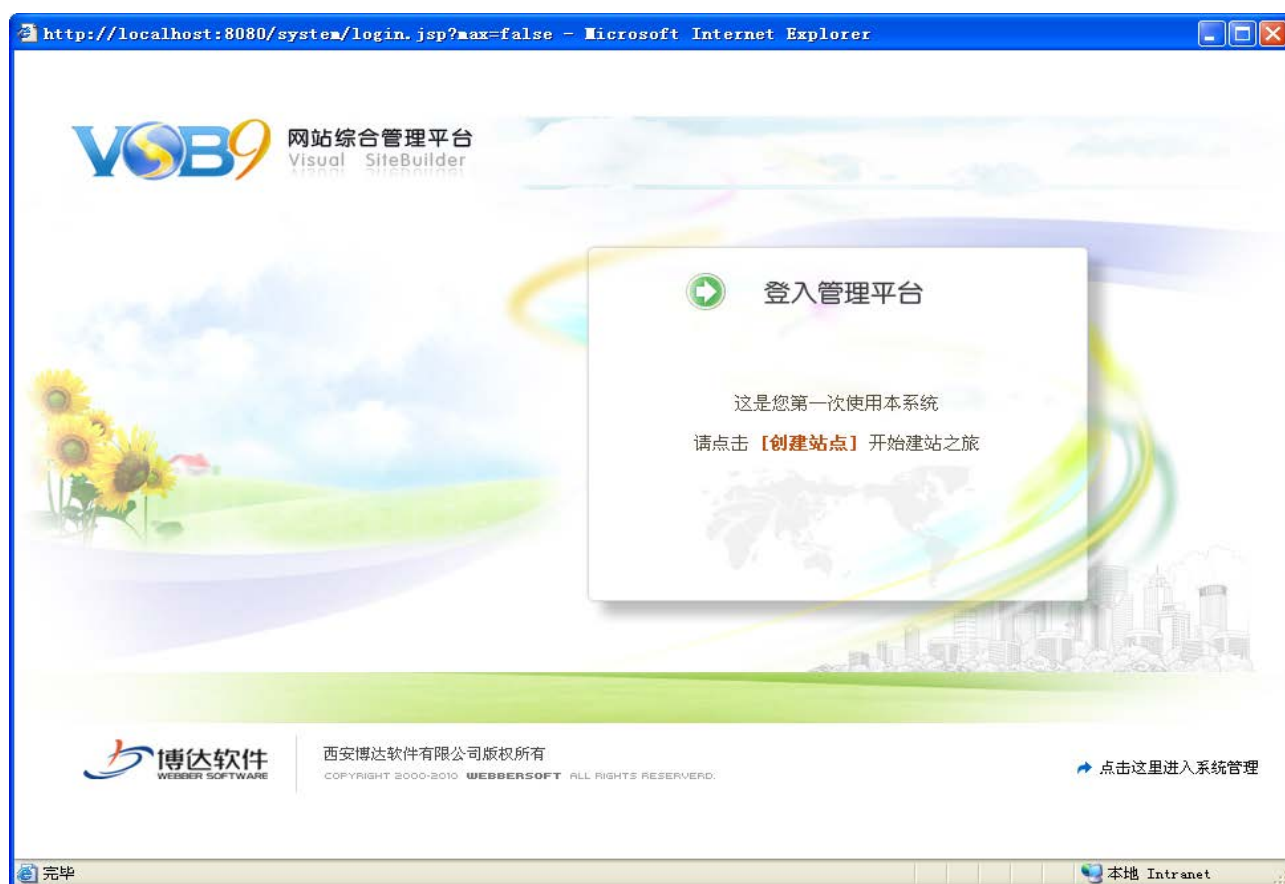 http://localhost:8080/system/login.jsp?max=false - Microsoft Internet Explorer
VSB9 网站综合管理平台
Visual SiteBuilder
登入管理平台
这是您第一次使用本系统
请点击 [创建站点] 开始建站之旅
博达软件
WEBBER SOFTWARE
西安博达软件有限公司版权所有
COPYRIGHT 2000-2010 WEBBERSOFT ALL RIGHTS RESERVERD.
点击这里进入系统管理
完毕
本地 Intranet